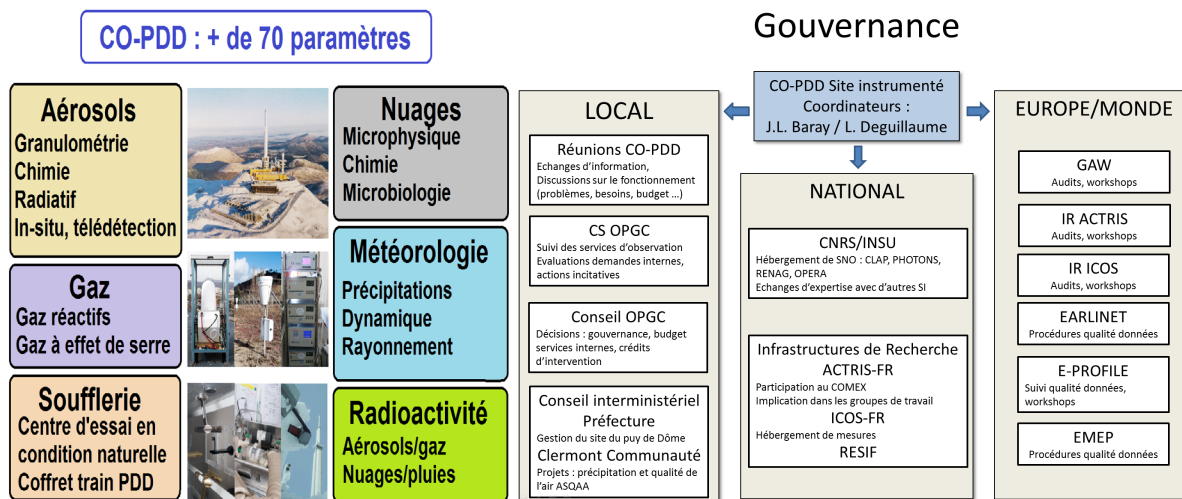 CO-PDD : + de 70 paramètres
Aérosols
Granulométrie
Chimie
Radiatif
In-situ, télédétection
Gaz
Gaz réactifs
Gaz à effet de serre
Soufflerie
Centre d'essai en
condition naturelle
Coffret train PDD
Nuages
Microphysique
Chimie
Microbiologie
Météorologie
Précipitations
Dynamique
Rayonnement
Radioactivité
Aérosols/gaz
Nuages/pluies
Gouvernance
CO-PDD Site instrumenté
Coordinateurs :
J.L. Baray / L. Deguillaume
LOCAL
Réunions CO-PDD
Echanges d'information,
Discussions sur le fonctionnement
(problèmes, besoins, budget ...)
CS OPGC
Suivi des services d'observation
Evaluations demandes internes,
actions incitatives
Conseil OPGC
Décisions : gouvernance, budget
services internes, crédits
d'intervention
Conseil interministériel
Préfecture
Gestion du site du puy de Dôme
Clermont Communauté
Projets : précipitation et qualité de
l'air ASQAA
NATIONAL
CNRS/INSU
Hébergement de SNO : CLAP, PHOTONS,
RENAG, OPERA
Echanges d'expertise avec d'autres SI
Infrastructures de Recherche
ACTRIS-FR
Participation au COMEX
Implication dans les groupes de travail
ICOS-FR
Hébergement de mesures
RESIF
EUROPE/MONDE
GAW
Audits, workshops
IR ACTRIS
Audits, workshops
IR ICOS
Audits, workshops
EARLINET
Procédures qualité données
E-PROFILE
Suivi qualité données,
workshops
EMEP
Procédures qualité données